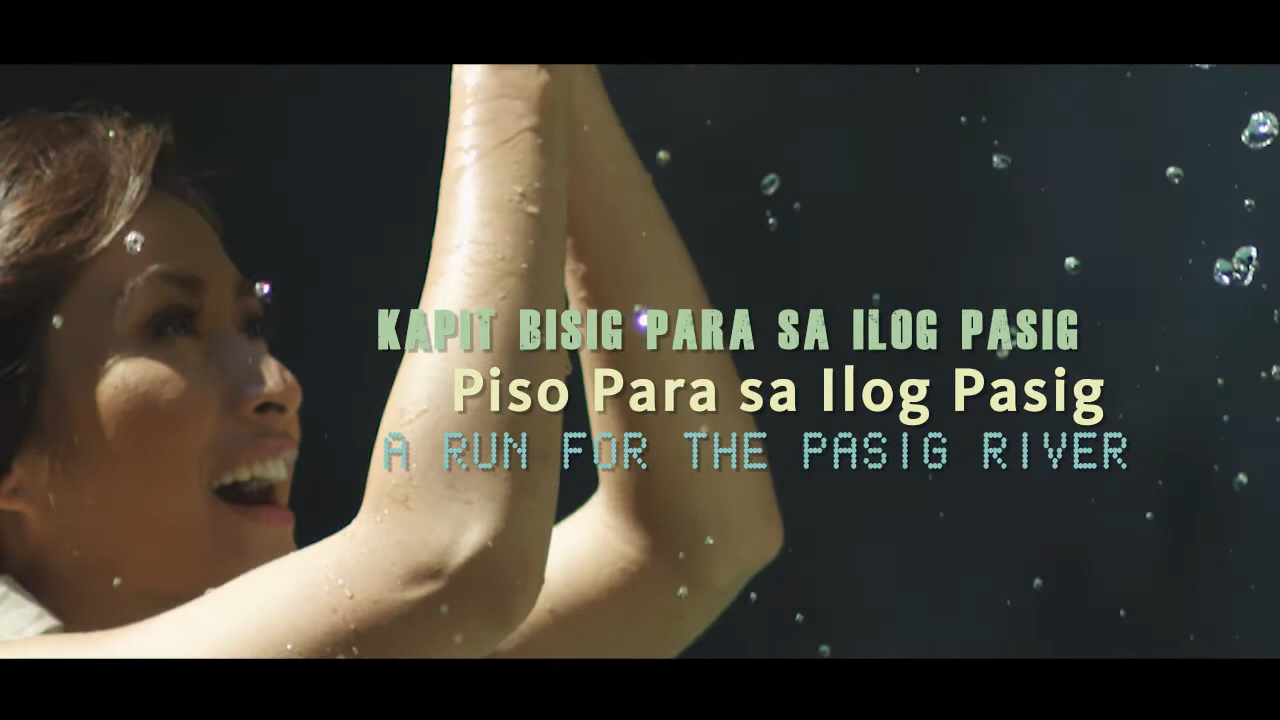 KAPIT BISIG PARA SA ILOG PASIG
Piso Para sa Ilog Pasig
A RUN FOR THE PASIG RIVER